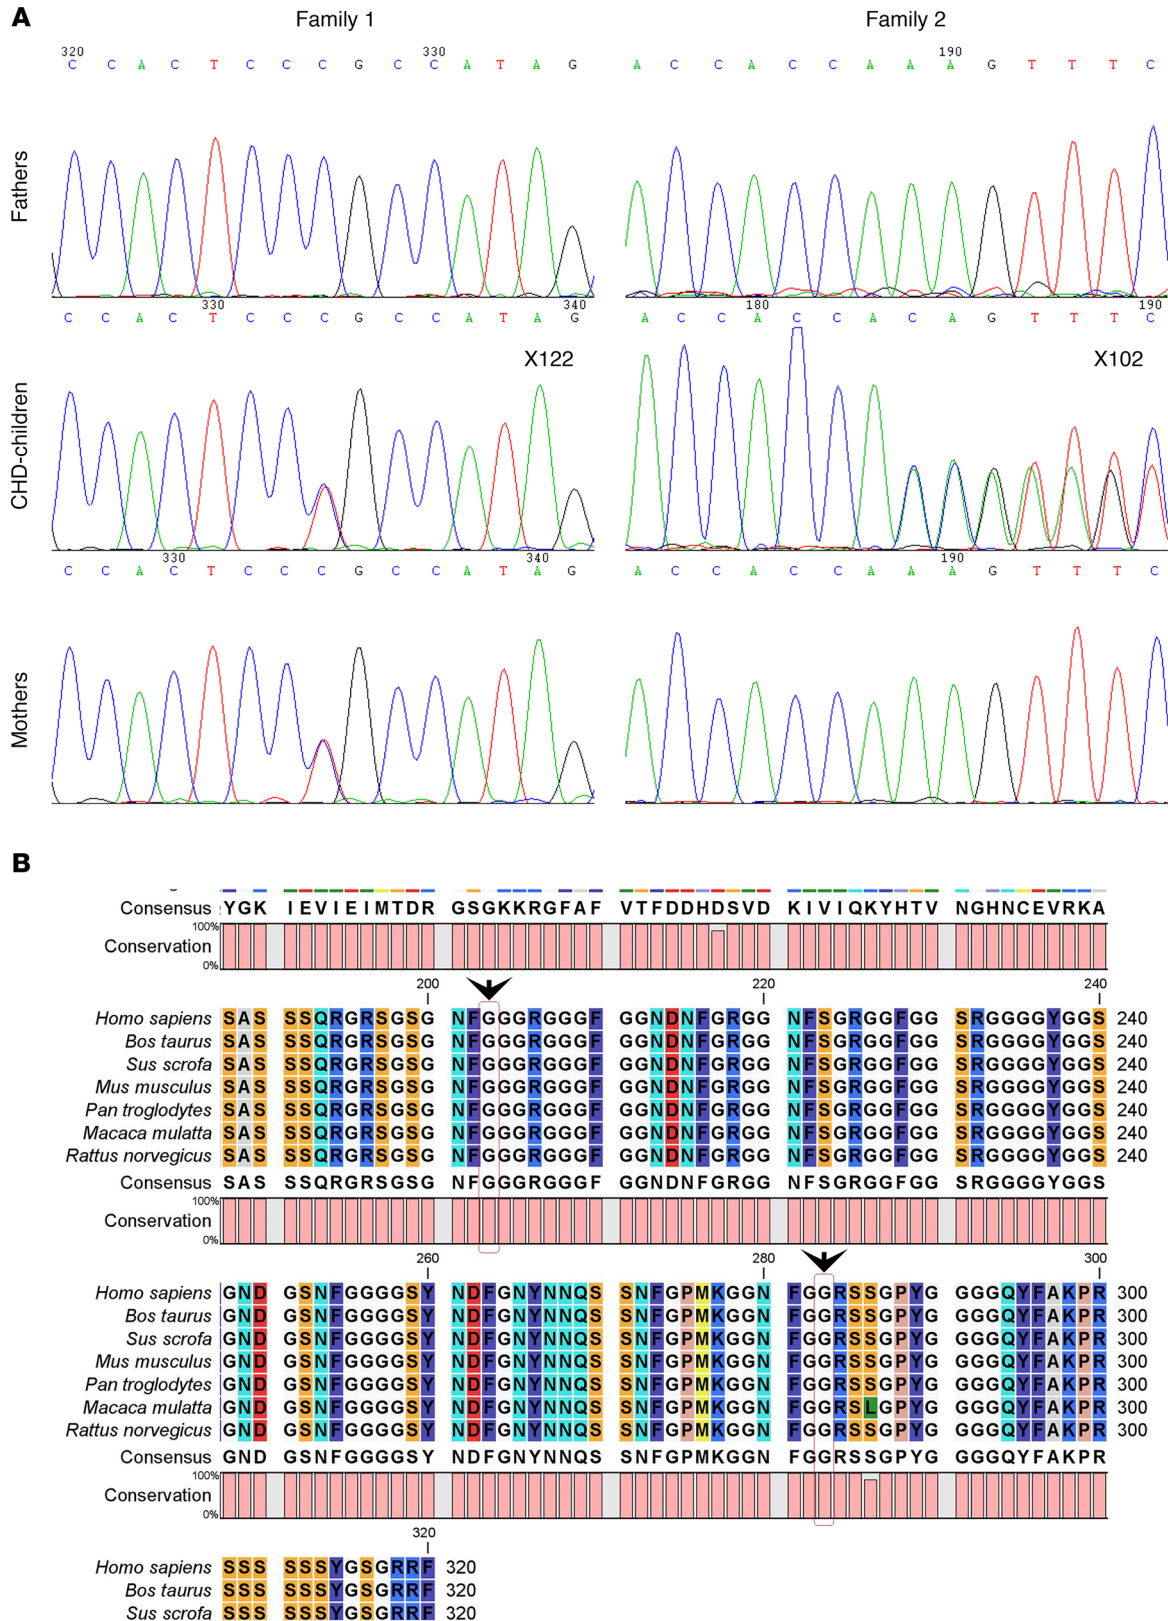 A
Family 1 Family 2
320 330 190
C C A C T C C C G C C A T A G A C C A C C A A A G T T T C
Fathers
330 340 180 190
C C A C T C C C G C C A T A G A C C A C C A C A G T T T C
X122 X102
CHD-children
330 340 190
C C A C T C C C G C C A T A G A C C A C C A A A G T T T C
Mothers
B
Consensus YGK IEVIEIMTDR GSGKKRGFAF VTFDDHDSVD KIVIQKYHTV NGHNCEVRKA
100%
Conservation
0%
200 220 240
Homo sapiens SAS SSQRGRSGSG NFGGGRGGGF GGNDNFGRGG NFSGRGGFGG SRGGGGYGGS 240
Bos taurus SAS SSQRGRSGSG NFGGGRGGGF GGNDNFGRGG NFSGRGGFGG SRGGGGYGGS 240
Sus scrofa SAS SSQRGRSGSG NFGGGRGGGF GGNDNFGRGG NFSGRGGFGG SRGGGGYGGS 240
Mus musculus SAS SSQRGRSGSG NFGGGRGGGF GGNDNFGRGG NFSGRGGFGG SRGGGGYGGS 240
Pan troglodytes SAS SSQRGRSGSG NFGGGRGGGF GGNDNFGRGG NFSGRGGFGG SRGGGGYGGS 240
Macaca mulatta SAS SSQRGRSGSG NFGGGRGGGF GGNDNFGRGG NFSGRGGFGG SRGGGGYGGS 240
Rattus norvegicus SAS SSQRGRSGSG NFGGGRGGGF GGNDNFGRGG NFSGRGGFGG SRGGGGYGGS 240
Consensus SAS SSQRGRSGSG NFGGGRGGGF GGNDNFGRGG NFSGRGGFGG SRGGGGYGGS
100%
Conservation
0%
260 280 300
Homo sapiens GND GSNFGGGGSY NDFGNYNNQS SNFGPMKGGN FGGRSSGPYG GGGQYFAKPR 300
Bos taurus GND GSNFGGGGSY NDFGNYNNQS SNFGPMKGGN FGGRSSGPYG GGGQYFAKPR 300
Sus scrofa GND GSNFGGGGSY NDFGNYNNQS SNFGPMKGGN FGGRSSGPYG GGGQYFAKPR 300
Mus musculus GND GSNFGGGGSY NDFGNYNNQS SNFGPMKGGN FGGRSSGPYG GGGQYFAKPR 300
Pan troglodytes GND GSNFGGGGSY NDFGNYNNQS SNFGPMKGGN FGGRSSGPYG GGGQYFAKPR 300
Macaca mulatta GND GSNFGGGGSY NDFGNYNNQS SNFGPMKGGN FGGRSLGPYG GGGQYFAKPR 300
Rattus norvegicus GND GSNFGGGGSY NDFGNYNNQS SNFGPMKGGN FGGRSSGPYG GGGQYFAKPR 300
Consensus GND GSNFGGGGSY NDFGNYNNQS SNFGPMKGGN FGGRSSGPYG GGGQYFAKPR
100%
Conservation
0%
320
Homo sapiens SSS SSSYGSGRRF 320
Bos taurus SSS SSSYGSGRRF 320
Sus scrofa SSS SSSYGSGRRF 320